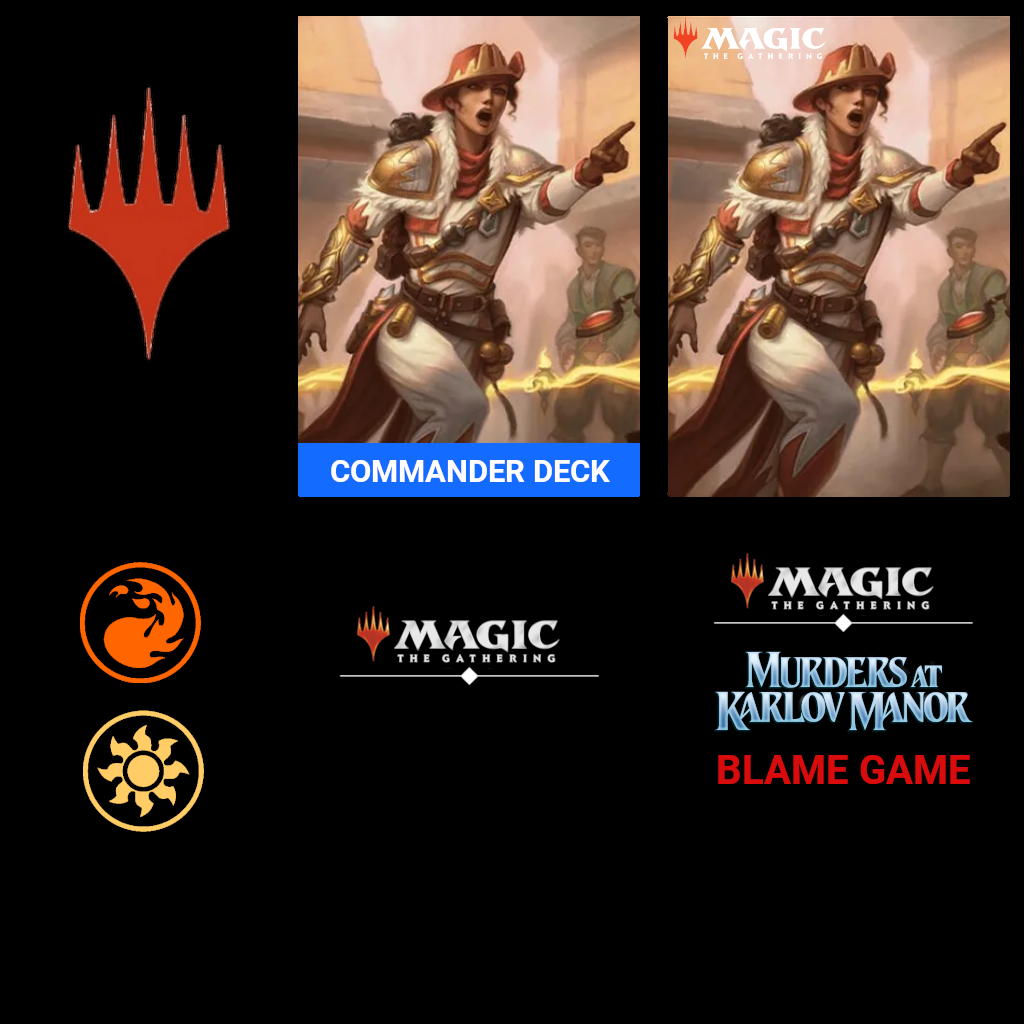 MAGIC
THE GATHERING
COMMANDER DECK
MAGIC
THE GATHERING
MAGIC
THE GATHERING
MURDERS AT
KARLOV MANOR
BLAME GAME